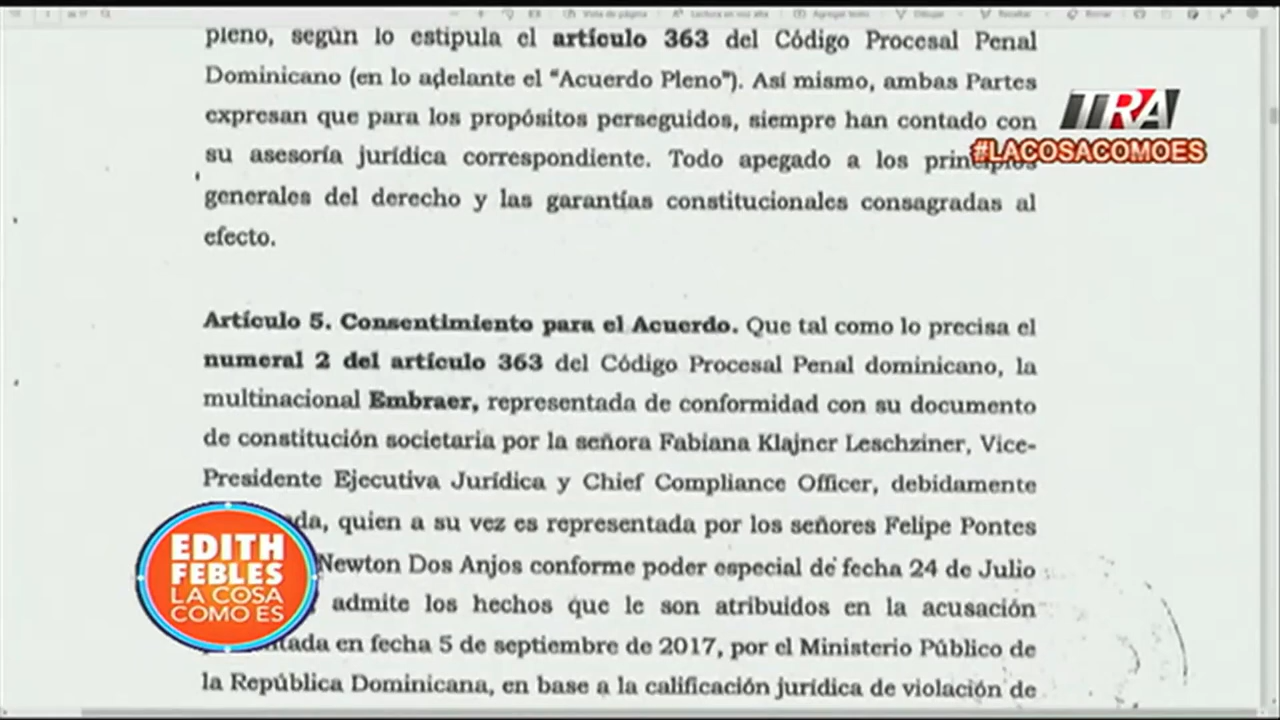 pleno, según lo estipula el artículo 363 del Código Procesal Penal
Dominicano (en lo adelante el “Acuerdo Pleno”). Así mismo, ambas Partes
expresan que para los propósitos perseguidos, siempre han contado con
su asesoría jurídica correspondiente. Todo apegado a los principios
generales del derecho y las garantías constitucionales consagradas al
efecto.
TRA
#LACOSACOMOES
Artículo 5. Consentimiento para el Acuerdo. Que tal como lo precisa el
numeral 2 del artículo 363 del Código Procesal Penal dominicano, la
multinacional Embraer, representada de conformidad con su documento
de constitución societaria por la señora Fabiana Klajner Leschziner, Vice-
Presidente Ejecutiva Jurídica y Chief Compliance Officer, debidamente
quien a su vez es representada por los señores Felipe Pontes
Newton Dos Anjos conforme poder especial de fecha 24 de Julio
admite los hechos que le son atribuidos en la acusación
en fecha 5 de septiembre de 2017, por el Ministerio Público de
la República Dominicana, en base a la calificación jurídica de violación de
EDITH
FEBLES
LA COSA
COMO ES